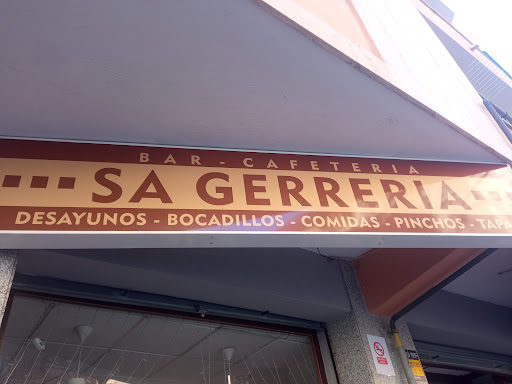 BAR - CAFETERIA
SA GERRERIA
DESAYUNOS - BOCADILLOS - COMIDAS - PINCHOS - TAPA